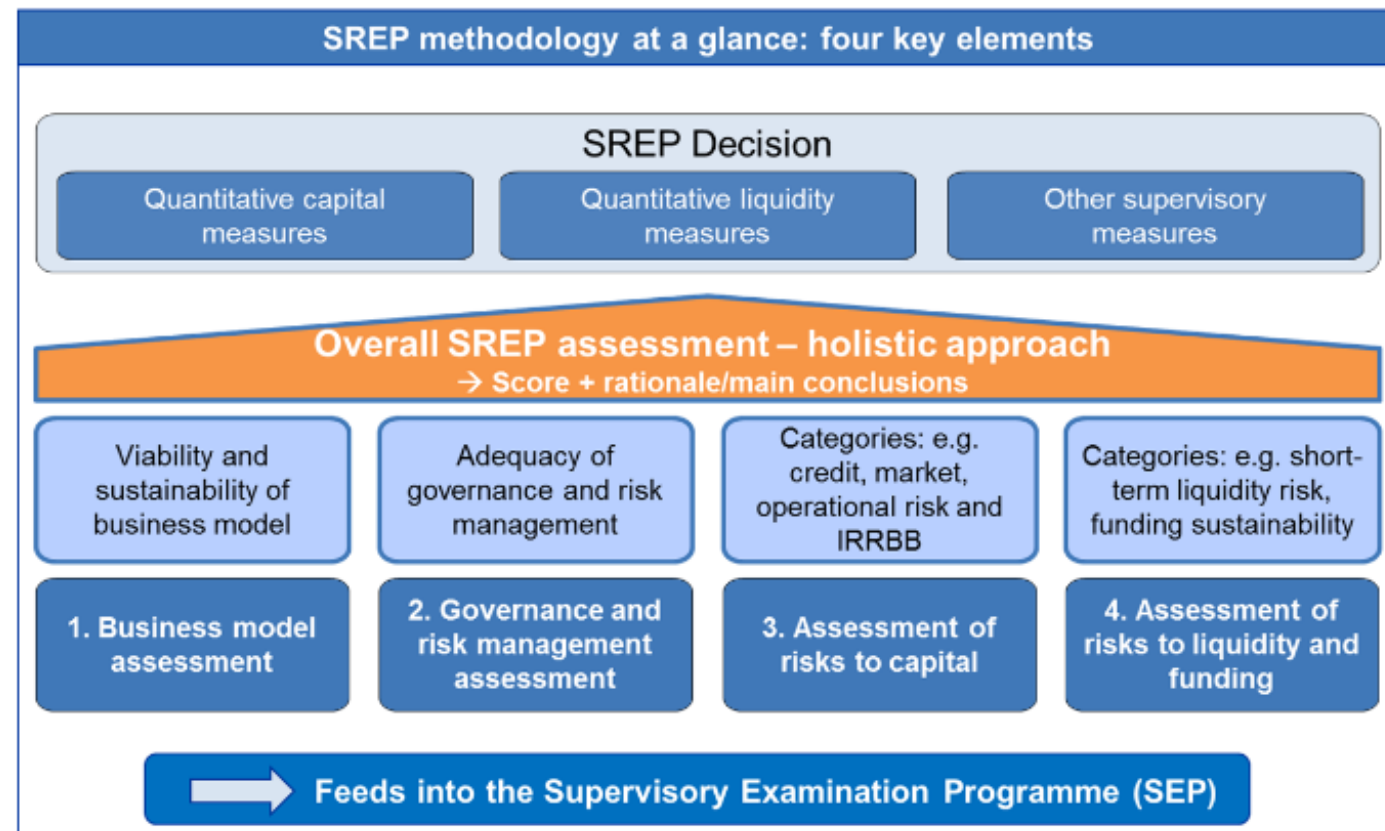 SREP methodology at a glance: four key elements
SREP Decision
Quantitative capital
measures
Quantitative liquidity
measures
Other supervisory
measures
Overall SREP assessment – holistic approach
→ Score + rationale/main conclusions
Viability and
sustainability of
business model
Adequacy of
governance and risk
management
Categories: e.g.
credit, market,
operational risk and
IRRBB
Categories: e.g. short-
term liquidity risk,
funding sustainability
1. Business model
assessment
2. Governance and
risk management
assessment
3. Assessment of
risks to capital
4. Assessment of
risks to liquidity and
funding
Feeds into the Supervisory Examination Programme (SEP)